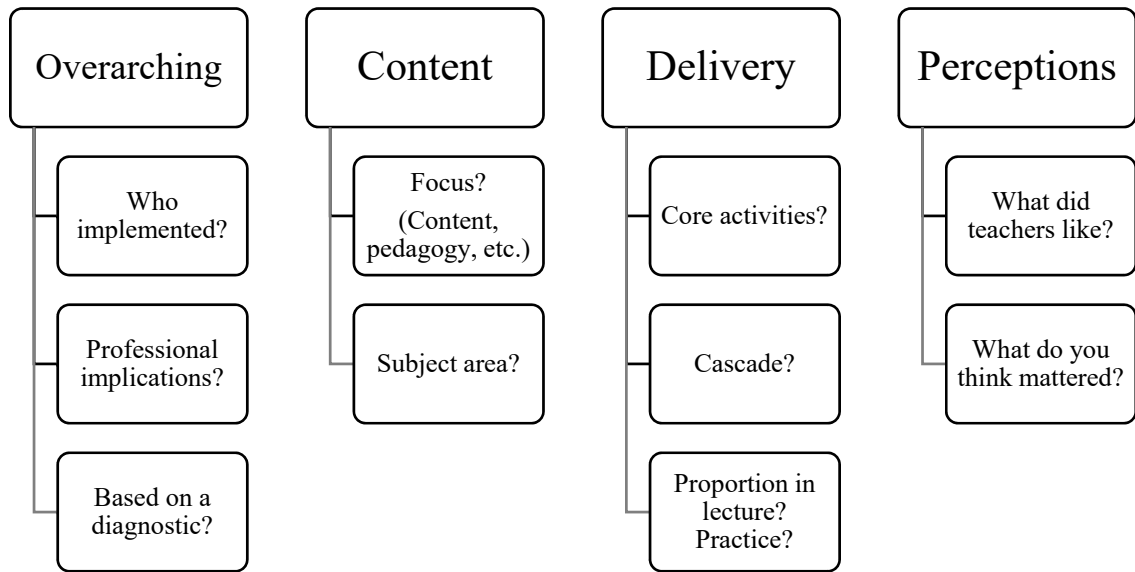 Overarching
Who
implemented?
Professional
implications?
Based on a
diagnostic?
Content
Focus?
(Content,
pedagogy, etc.)
Subject area?
Delivery
Core activities?
Cascade?
Proportion in
lecture?
Practice?
Perceptions
What did
teachers like?
What do you
think mattered?